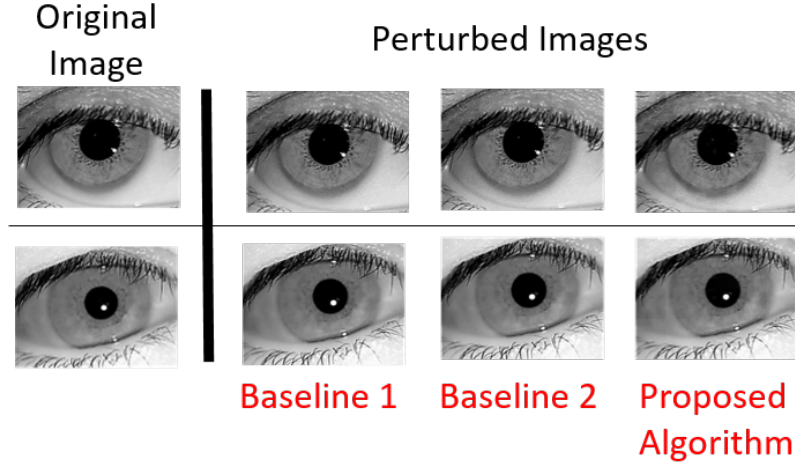 Original
Image
Perturbed Images
Baseline 1
Baseline 2
Proposed
Algorithm